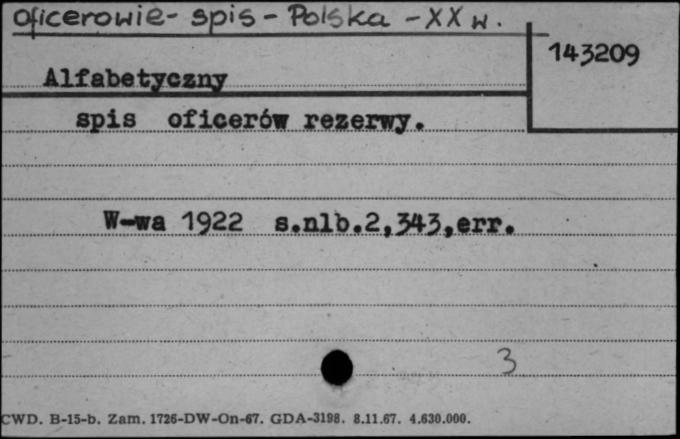 oficerowie - spis - Polska - XX w.
143209
Alfabetyczny
spis oficerów rezerwy.
W-wa 1922 s.nlb.2,343,err.
3
CWD. B-15-b. Zam. 1726-DW-On-67. GDA-3198. 8.11.67. 4.630.000.